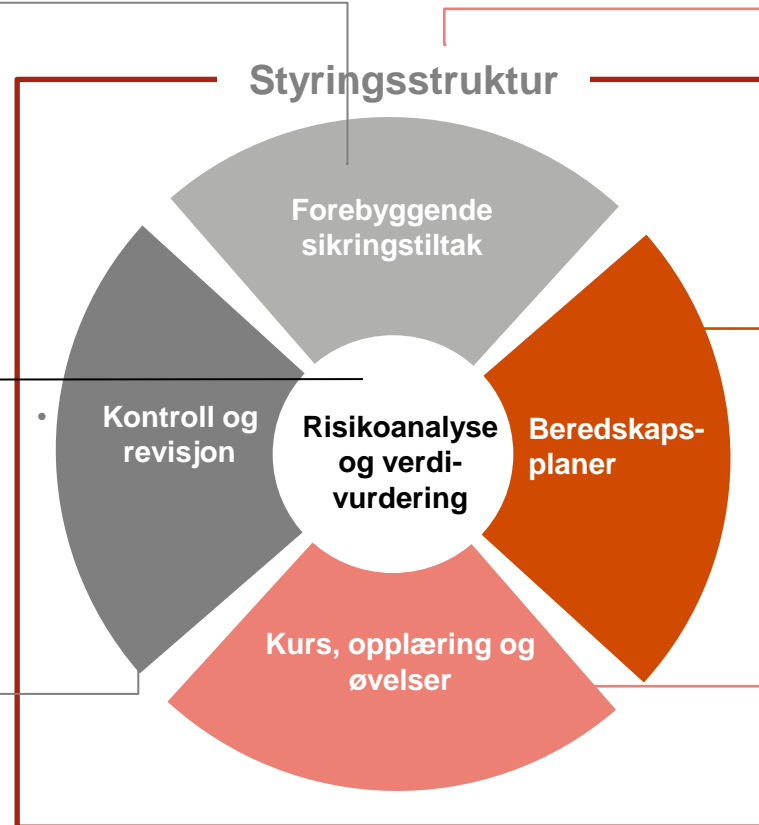 Styringsstruktur
Forebyggende
sikringstiltak
Kontroll og
revisjon
Risikoanalyse
og verdi-
vurdering
Beredskaps-
planer
Kurs, opplæring og
øvelser